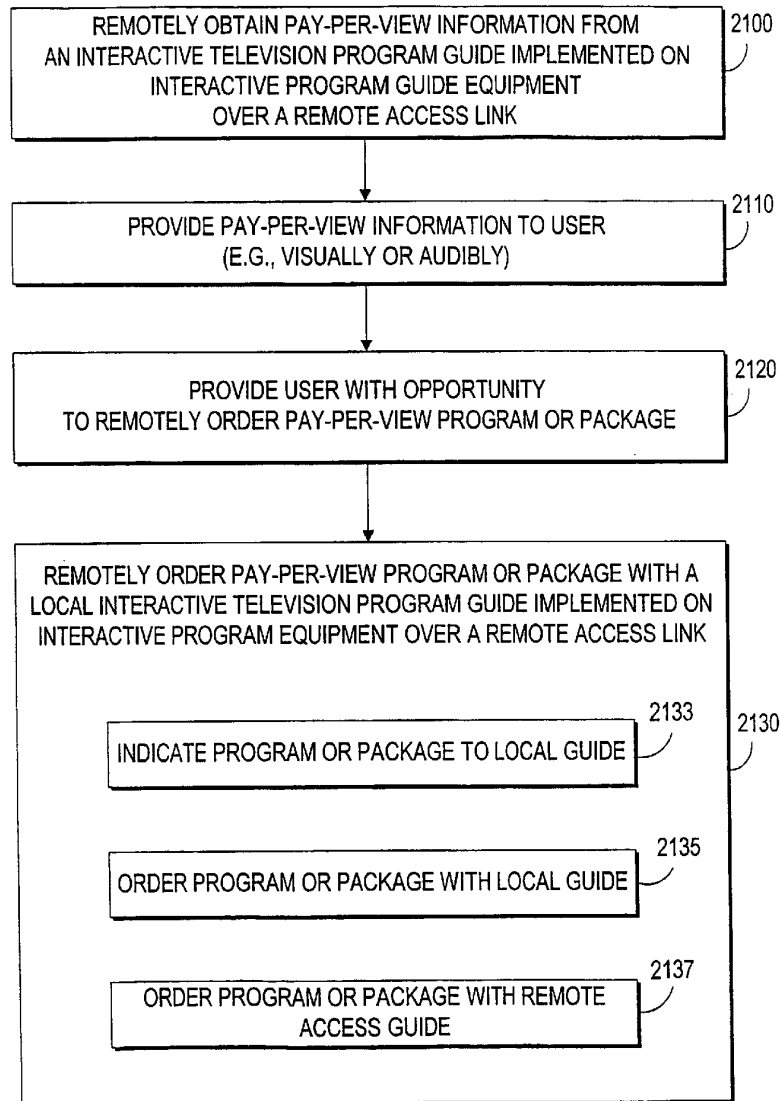 REMOTELY OBTAIN PAY-PER-VIEW INFORMATION FROM
AN INTERACTIVE TELEVISION PROGRAM GUIDE IMPLEMENTED ON
INTERACTIVE PROGRAM GUIDE EQUIPMENT
OVER A REMOTE ACCESS LINK
2100
PROVIDE PAY-PER-VIEW INFORMATION TO USER
(E.G., VISUALLY OR AUDIBLY)
2110
PROVIDE USER WITH OPPORTUNITY
TO REMOTELY ORDER PAY-PER-VIEW PROGRAM OR PACKAGE
2120
REMOTELY ORDER PAY-PER-VIEW PROGRAM OR PACKAGE WITH A
LOCAL INTERACTIVE TELEVISION PROGRAM GUIDE IMPLEMENTED ON
INTERACTIVE PROGRAM EQUIPMENT OVER A REMOTE ACCESS LINK
2130
2133
INDICATE PROGRAM OR PACKAGE TO LOCAL GUIDE
2135
ORDER PROGRAM OR PACKAGE WITH LOCAL GUIDE
2137
ORDER PROGRAM OR PACKAGE WITH REMOTE
ACCESS GUIDE